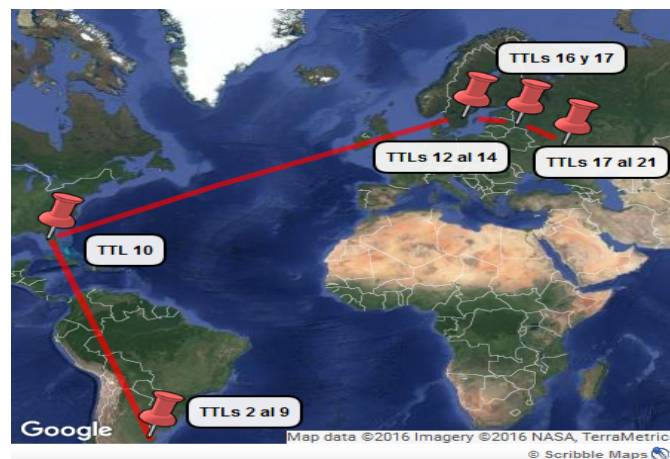 TTLs 16 y 17
TTLs 12 al 14
TTLs 17 al 21
TTL 10
TTLs 2 al 9
Google
Map data ©2016 Imagery ©2016 NASA, TerraMetric
© Scribble Maps